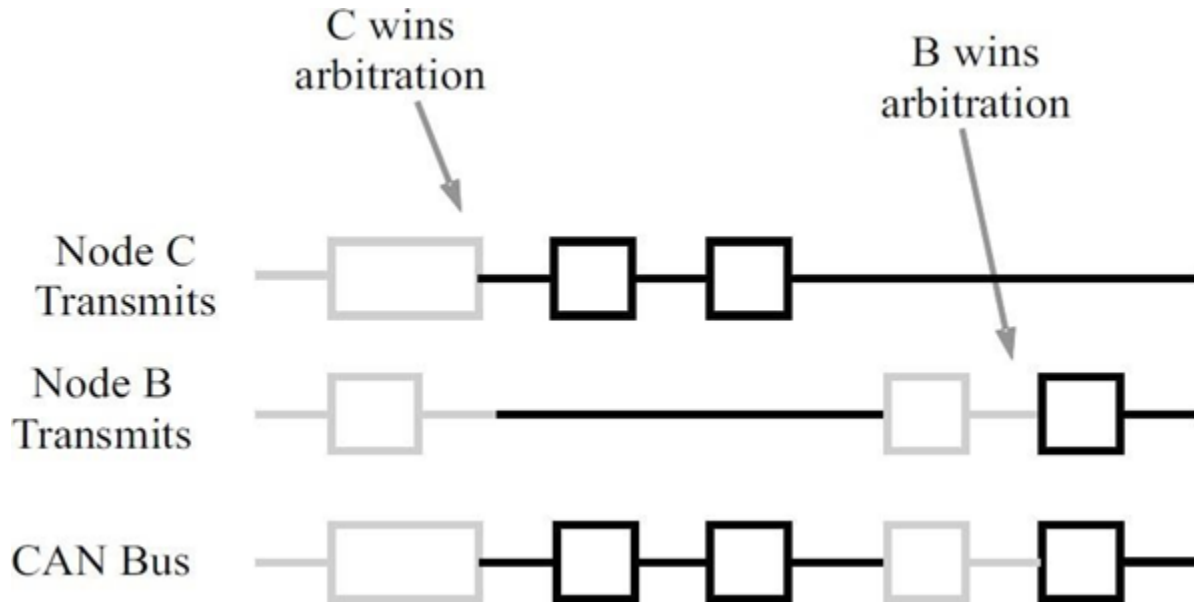 C wins
arbitration
B wins
arbitration
Node C
Transmits
Node B
Transmits
CAN Bus